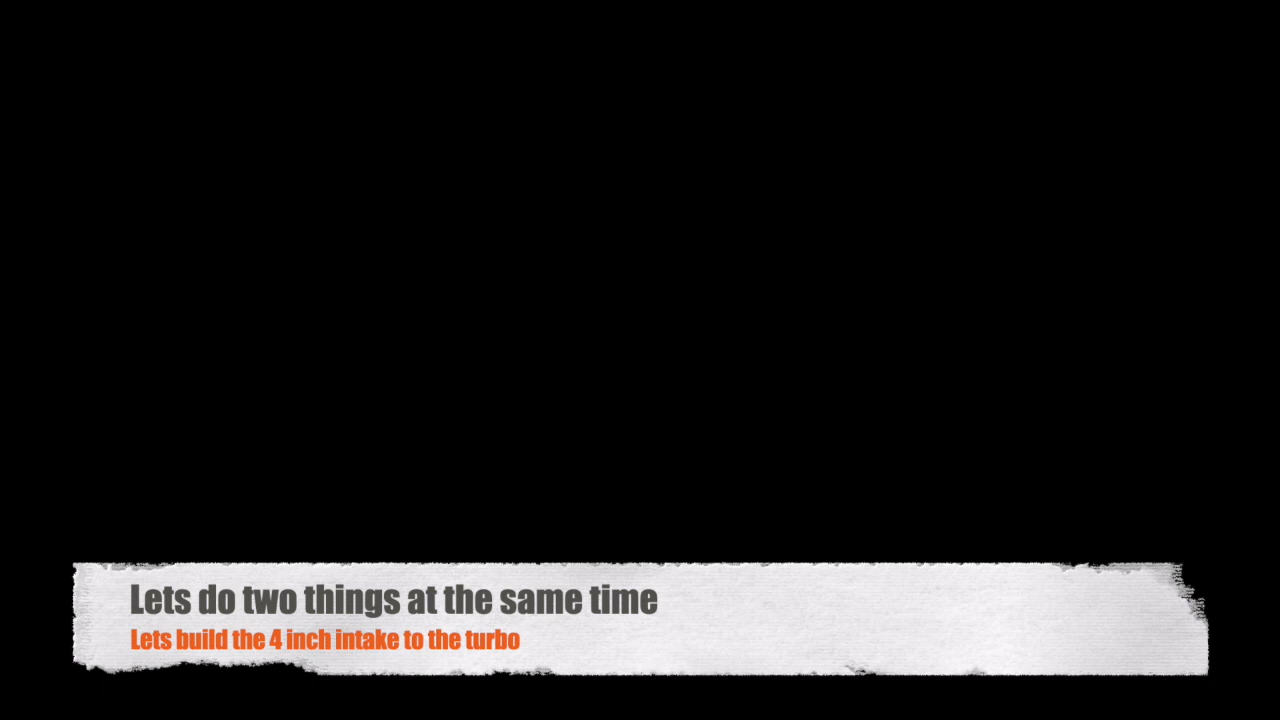 Lets do two things at the same time
Lets build the 4 inch intake to the turbo